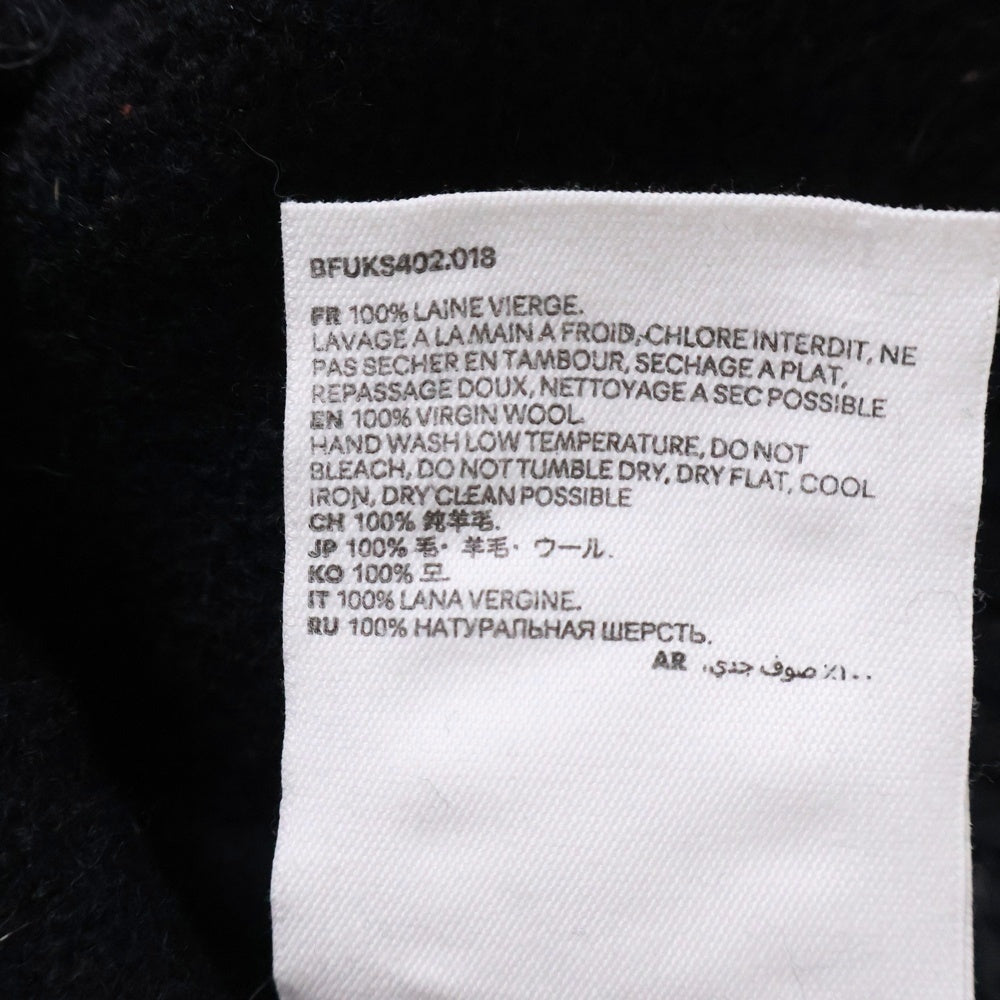 BFUKS402.018
FR 100% LAINE VIERGE.
LAVAGE A LA MAIN A FROID, CHLORE INTERDIT, NE
PAS SECHER EN TAMBOUR, SECHAGE A PLAT,
REPASSAGE DOUX, NETTOYAGE A SEC POSSIBLE
EN 100% VIRGIN WOOL
HAND WASH LOW TEMPERATURE, DO NOT
BLEACH, DO NOT TUMBLE DRY, DRY FLAT, COOL
IRON, DRY CLEAN POSSIBLE
CH 100% 纯羊毛.
JP 100% 毛・羊毛・ウール.
KO 100% 모.
IT 100% LANA VERGINE.
RU 100% НАТУРАЛЬНАЯ ШЕРСТЬ.
AR ١٠٠٪ صوف جدي.